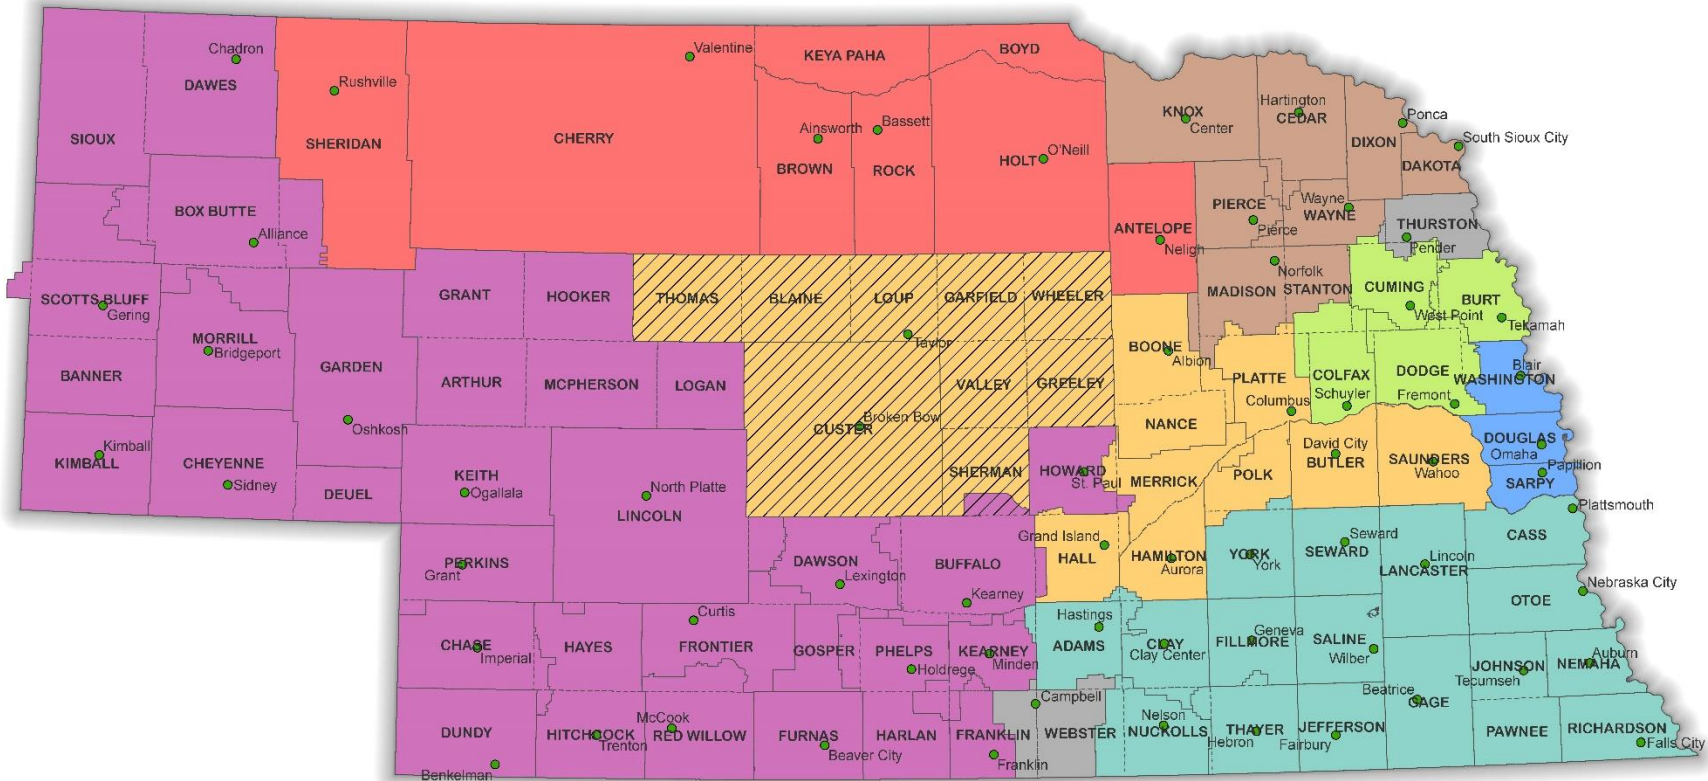 Chadron
DAWES
SIOUX
Rushville
SHERIDAN
Valentine
CHERRY
KEYA PAHA
BOYD
Ainsworth
BROWN
Bassett
ROCK
O'Neill
HOLT
KNOX
Center
Hartington
CEDAR
DIXON
Ponca
South Sioux City
DAKOTA
BOX BUTTE
Alliance
ANTELOPE
Neligh
PIERCE
Pierce
Wayne
WAYNE
THURSTON
Pender
SCOTTS BLUFF
Gering
MORRILL
Bridgeport
GARDEN
Oshkosh
BANNER
Kimball
KIMBALL
CHEYENNE
Sidney
DEUEL
GRANT
HOOKER
THOMAS
BLAINE
LOUP
Taylor
GARFIELD
WHEELER
ARTHUR
MCPHERSON
LOGAN
CUSTER
Broken Bow
VALLEY
GREELEY
SHERMAN
HOWARD
St. Paul
BOONE
Albion
MADISON
Norfolk
STANTON
CUMING
West Point
BURT
Tekamah
PLATTE
Columbus
COLFAX
Schuyler
DODGE
Fremont
Blair
WASHINGTON
NANCE
MERRICK
POLK
David City
BUTLER
SAUNDERS
Wahoo
DOUGLAS
Omaha
Papillion
SARPY
Plattsmouth
KEITH
Ogallala
North Platte
LINCOLN
PERKINS
Grant
DAWSON
Lexington
BUFFALO
Kearney
Grand Island
HALL
HAMILTON
Aurora
YORK
York
Seward
SEWARD
Lincoln
LANCASTER
CASS
Nebraska City
OTOE
CHASE
Imperial
HAYES
Curtis
FRONTIER
GOSPER
PHELPS
Holdrege
KEARNEY
Minden
Hastings
ADAMS
CLAY
Clay Center
Geneva
FILLMORE
SALINE
Wilber
JOHNSON
Tecumseh
Auburn
NEMAHA
DUNDY
Benkelman
HITCHCOCK
Trenton
McCook
RED WILLOW
FURNAS
Beaver City
HARLAN
FRANKLIN
Franklin
Campbell
WEBSTER
Nelson
NUCKOLLS
THAYER
Hebron
JEFFERSON
Fairbury
Beatrice
GAGE
PAWNEE
RICHARDSON
Falls City